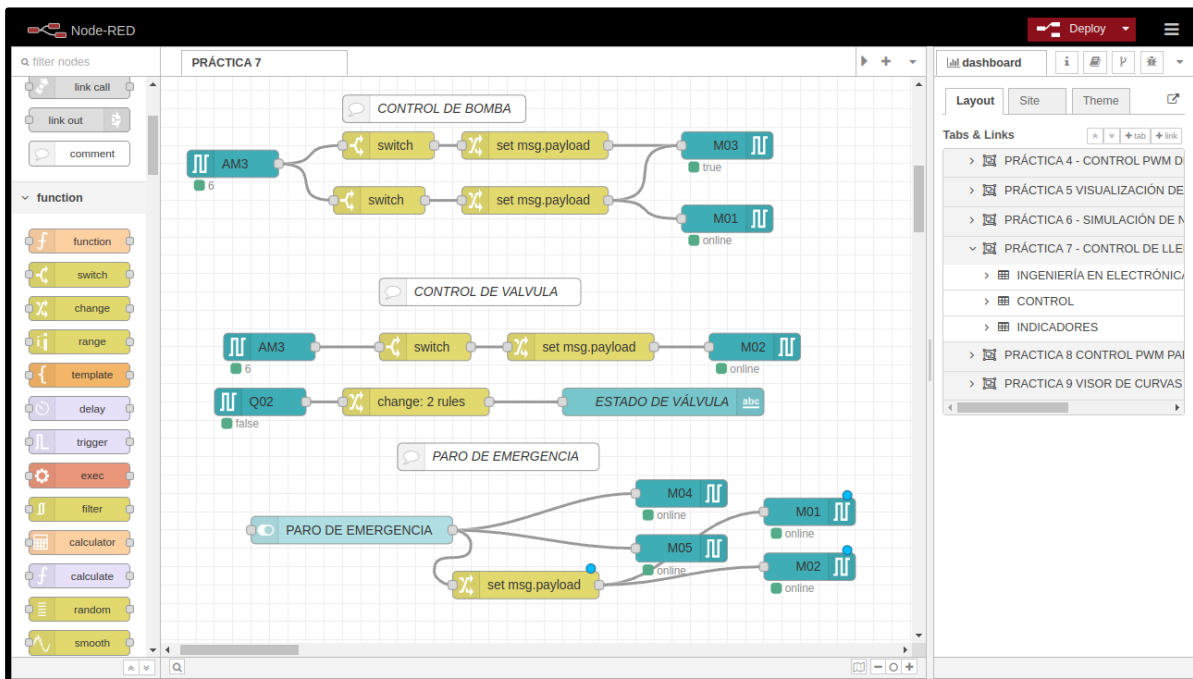 Node-RED
Deploy
filter nodes
link call
link out
comment
function
function
switch
change
range
template
delay
trigger
exec
filter
calculator
calculate
random
smooth
PRÁCTICA 7
CONTROL DE BOMBA
AM3
6
switch
set msg.payload
M03
true
switch
set msg.payload
M01
online
CONTROL DE VALVULA
AM3
6
switch
set msg.payload
M02
online
Q02
false
change: 2 rules
ESTADO DE VÁLVULA
abc
PARO DE EMERGENCIA
PARO DE EMERGENCIA
M04
online
M01
online
M05
online
M02
online
set msg.payload
dashboard
i
Layout
Site
Theme
Tabs & Links
+ tab
+ link
PRÁCTICA 4 - CONTROL PWM D
PRÁCTICA 5 VISUALIZACIÓN DE
PRÁCTICA 6 - SIMULACIÓN DE N
PRÁCTICA 7 - CONTROL DE LLE
INGENIERÍA EN ELECTRÓNICA
CONTROL
INDICADORES
PRACTICA 8 CONTROL PWM PA
PRACTICA 9 VISOR DE CURVAS